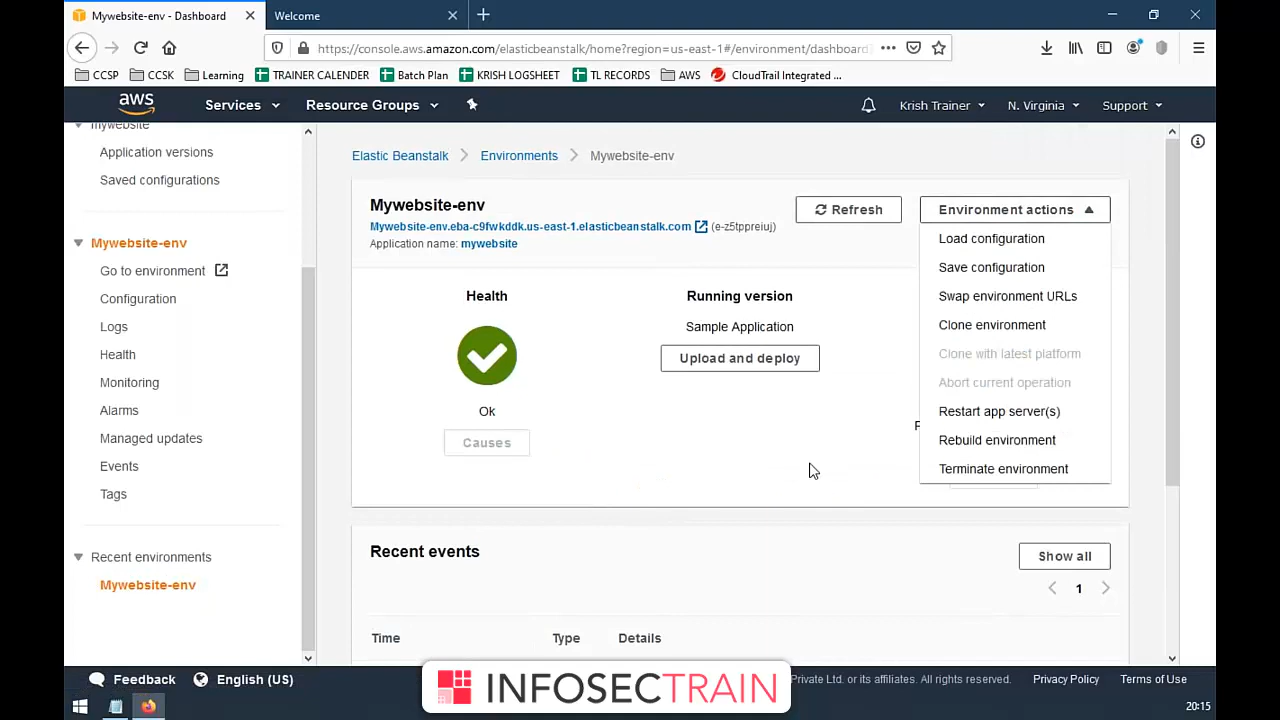 Mywebsite-env - Dashboard
Welcome
https://console.aws.amazon.com/elasticbeanstalk/home?region=us-east-1#/environment/dashboard
CCSP
CCSK
Learning
TRAINER CALENDER
Batch Plan
KRISH LOGSHEET
TL RECORDS
AWS
CloudTrail Integrated ...
aws
Services
Resource Groups
Krish Trainer
N. Virginia
Support
mywebsite
Application versions
Saved configurations
Mywebsite-env
Go to environment
Configuration
Logs
Health
Monitoring
Alarms
Managed updates
Events
Tags
Recent environments
Mywebsite-env
Elastic Beanstalk
Environments
Mywebsite-env
Mywebsite-env
Mywebsite-env.eba-c9fwkddk.us-east-1.elasticbeanstalk.com (e-z5tppreiuj)
Application name: mywebsite
Refresh
Environment actions
Load configuration
Save configuration
Swap environment URLs
Clone environment
Clone with latest platform
Abort current operation
Restart app server(s)
Rebuild environment
Terminate environment
Health
Ok
Causes
Running version
Sample Application
Upload and deploy
Recent events
Show all
1
Time
Type
Details
Feedback
English (US)
Private Ltd. or its affiliates. All rights reserved.
Privacy Policy
Terms of Use
INFOSECTRAIN
20:15